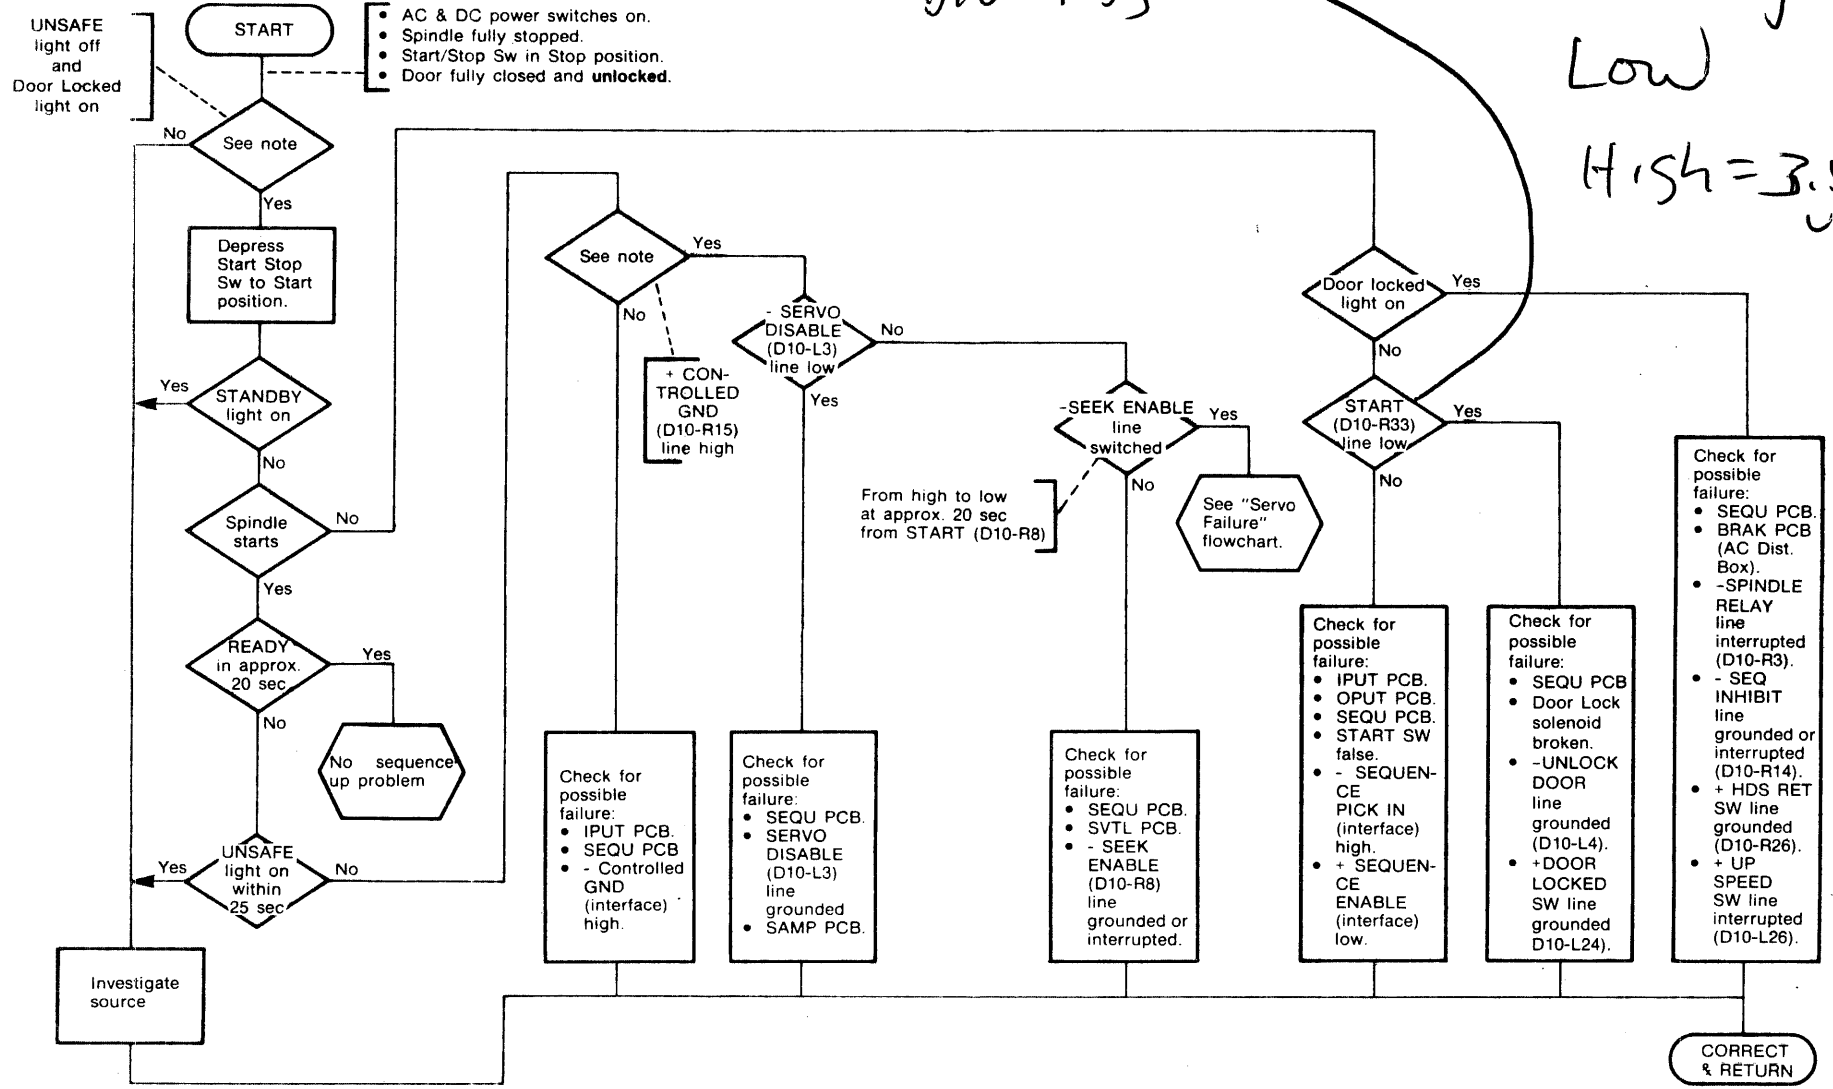 UNSAFE
light off
and
Door Locked
light on
START
• AC & DC power switches on.
• Spindle fully stopped.
• Start/Stop Sw in Stop position.
• Door fully closed and unlocked.
Low
High = 3.
No
See note
Yes
Depress
Start Stop
Sw to Start
position.
Yes
STANDBY
light on
No
Spindle
starts
No
Yes
READY
in approx.
20 sec
Yes
No
No sequence-
up problem
Yes
UNSAFE
light on
within
25 sec
No
Investigate
source
See note
Yes
No
+ CON-
TROLLED
GND
(D10-R15)
line high
- SERVO
DISABLE
(D10-L3)
line low
No
Yes
-SEEK ENABLE
line
switched
Yes
No
From high to low
at approx. 20 sec
from START (D10-R8)
See "Servo
Failure"
flowchart.
Door locked
light on
Yes
No
START
(D10-R33)
line low
Yes
No
Check for
possible
failure:
• IPUT PCB.
• SEQU PCB
• - Controlled
GND
(interface)
high.
Check for
possible
failure:
• SEQU PCB.
• SERVO
DISABLE
(D10-L3)
line
grounded
• SAMP PCB.
Check for
possible
failure:
• SEQU PCB.
• SVTL PCB.
• - SEEK
ENABLE
(D10-R8)
line
grounded or
interrupted.
Check for
possible
failure:
• IPUT PCB.
• OPUT PCB.
• SEQU PCB.
• START SW
false.
• - SEQUEN-
CE
PICK IN
(interface)
high.
• + SEQUEN-
CE
ENABLE
(interface)
low.
Check for
possible
failure:
• SEQU PCB
• Door Lock
solenoid
broken.
• -UNLOCK
DOOR
line
grounded
(D10-L4).
• +DOOR
LOCKED
SW line
grounded
D10-L24).
Check for
possible
failure:
• SEQU PCB.
• BRAK PCB
(AC Dist.
Box).
• -SPINDLE
RELAY
line
interrupted
(D10-R3).
• - SEQ
INHIBIT
line
grounded or
interrupted
(D10-R14).
• + HDS RET
SW line
grounded
(D10-R26).
• + UP
SPEED
SW line
interrupted
(D10-L26).
CORRECT
& RETURN